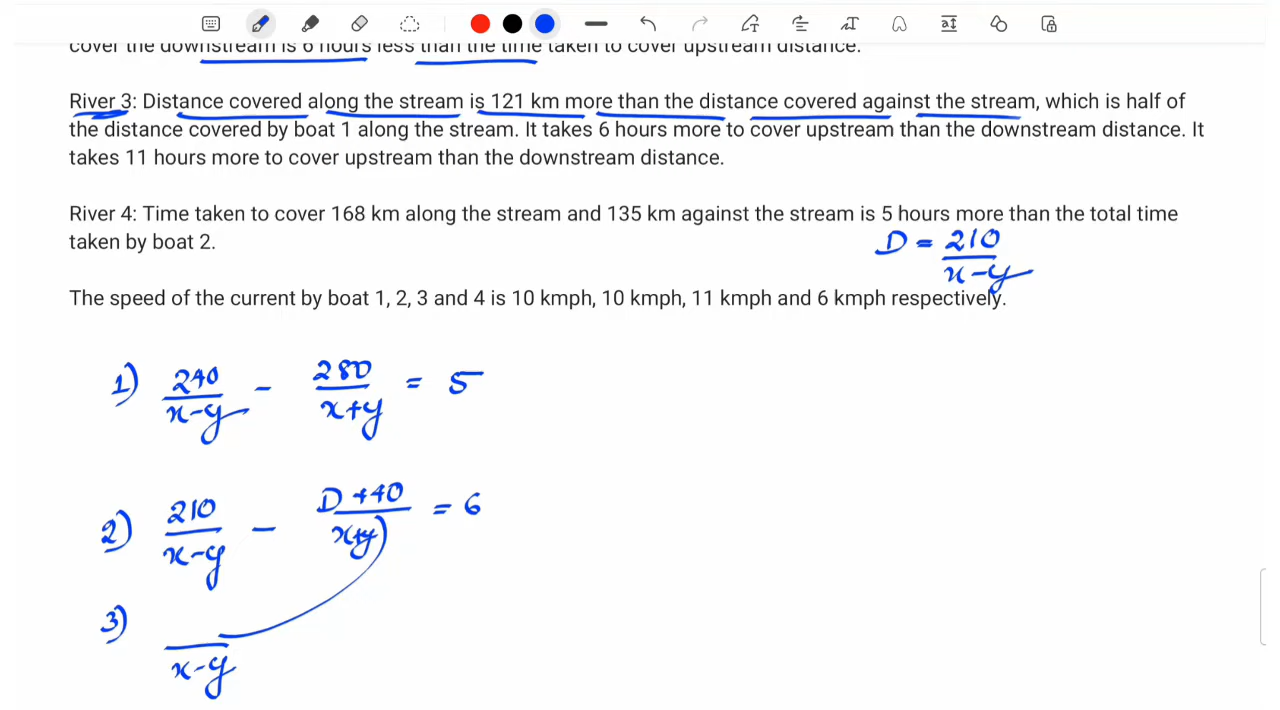 cover the downstream is 6 hours less than the time taken to cover upstream distance.
River 3: Distance covered along the stream is 121 km more than the distance covered against the stream, which is half of
the distance covered by boat 1 along the stream. It takes 6 hours more to cover upstream than the downstream distance. It
takes 11 hours more to cover upstream than the downstream distance.
River 4: Time taken to cover 168 km along the stream and 135 km against the stream is 5 hours more than the total time
taken by boat 2.
D = 210
x-y
The speed of the current by boat 1, 2, 3 and 4 is 10 kmph, 10 kmph, 11 kmph and 6 kmph respectively.
1) 240 - 280 = 5
x-y x+y
2) 210 - D+40 = 6
x-y x+y)
3)
x-y